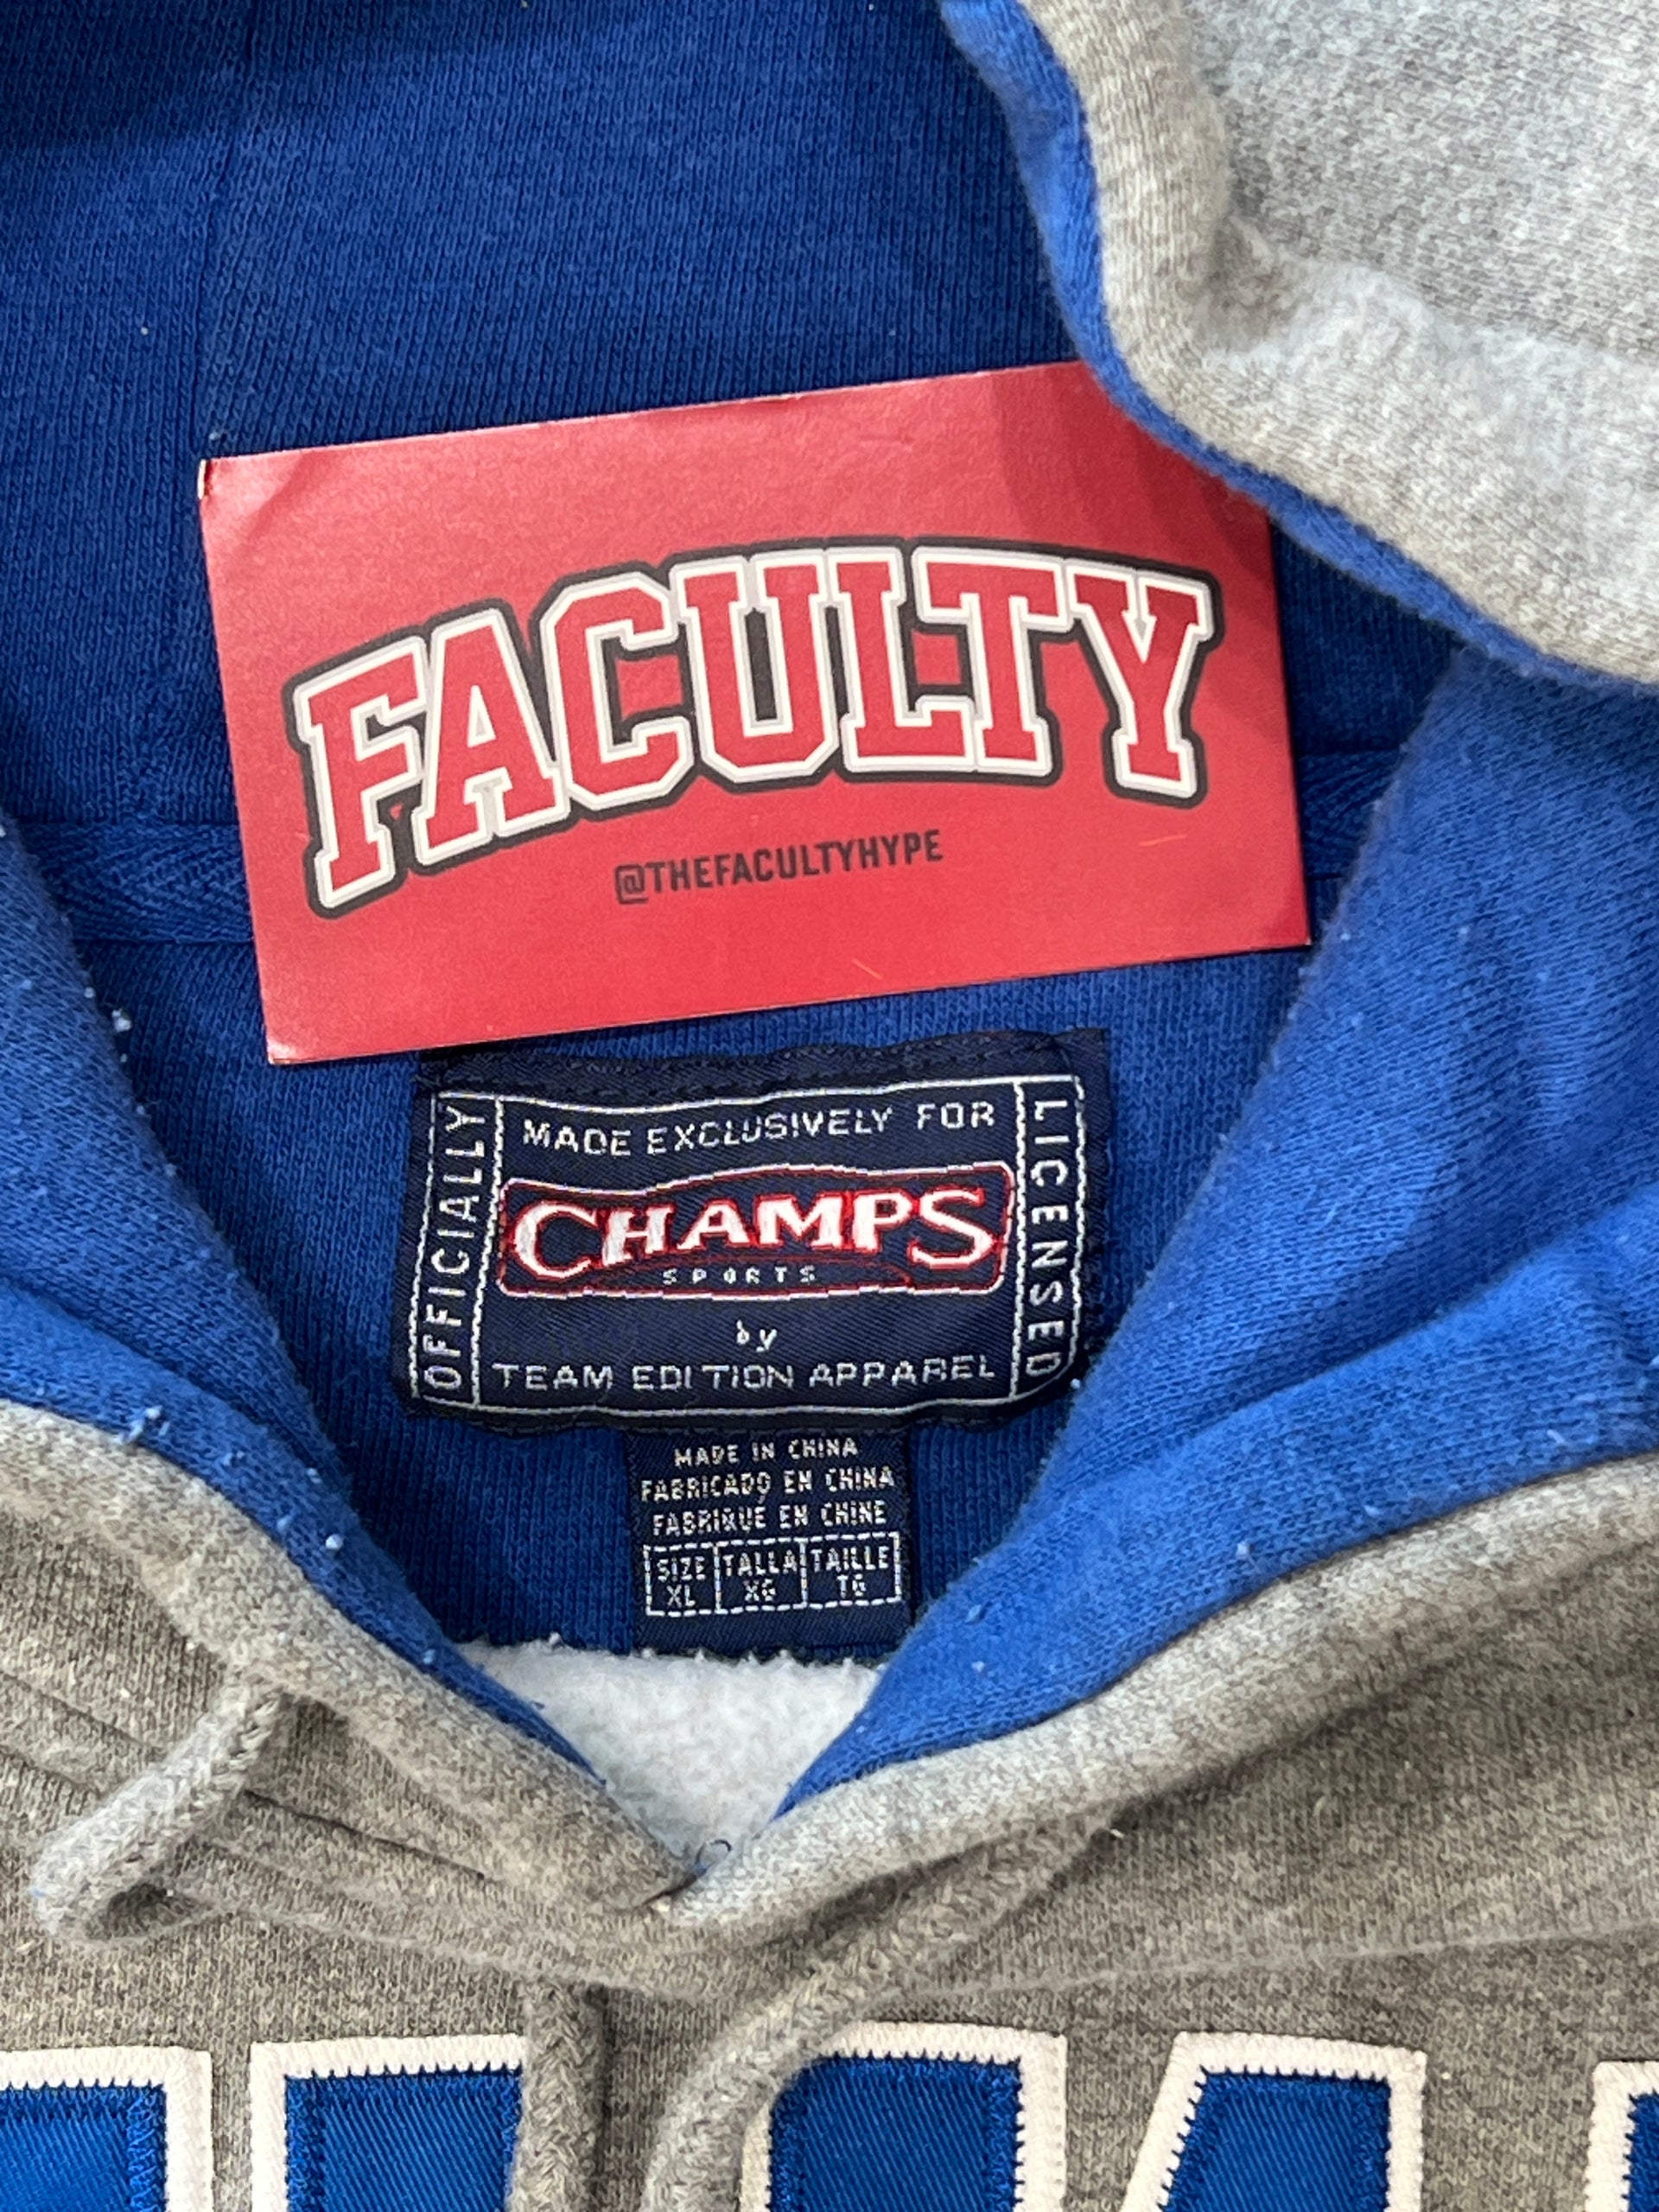 FACULTY
@THEFACULTYHYPE
OFFICIALLY
MADE EXCLUSIVELY FOR
CHAMPS
SPORTS
by
TEAM EDITION APPAREL
LICENSED
MADE IN CHINA
FABRICADO EN CHINA
FABRIQUÉ EN CHINE
SIZE TALLA TAILLE
XL XG TG